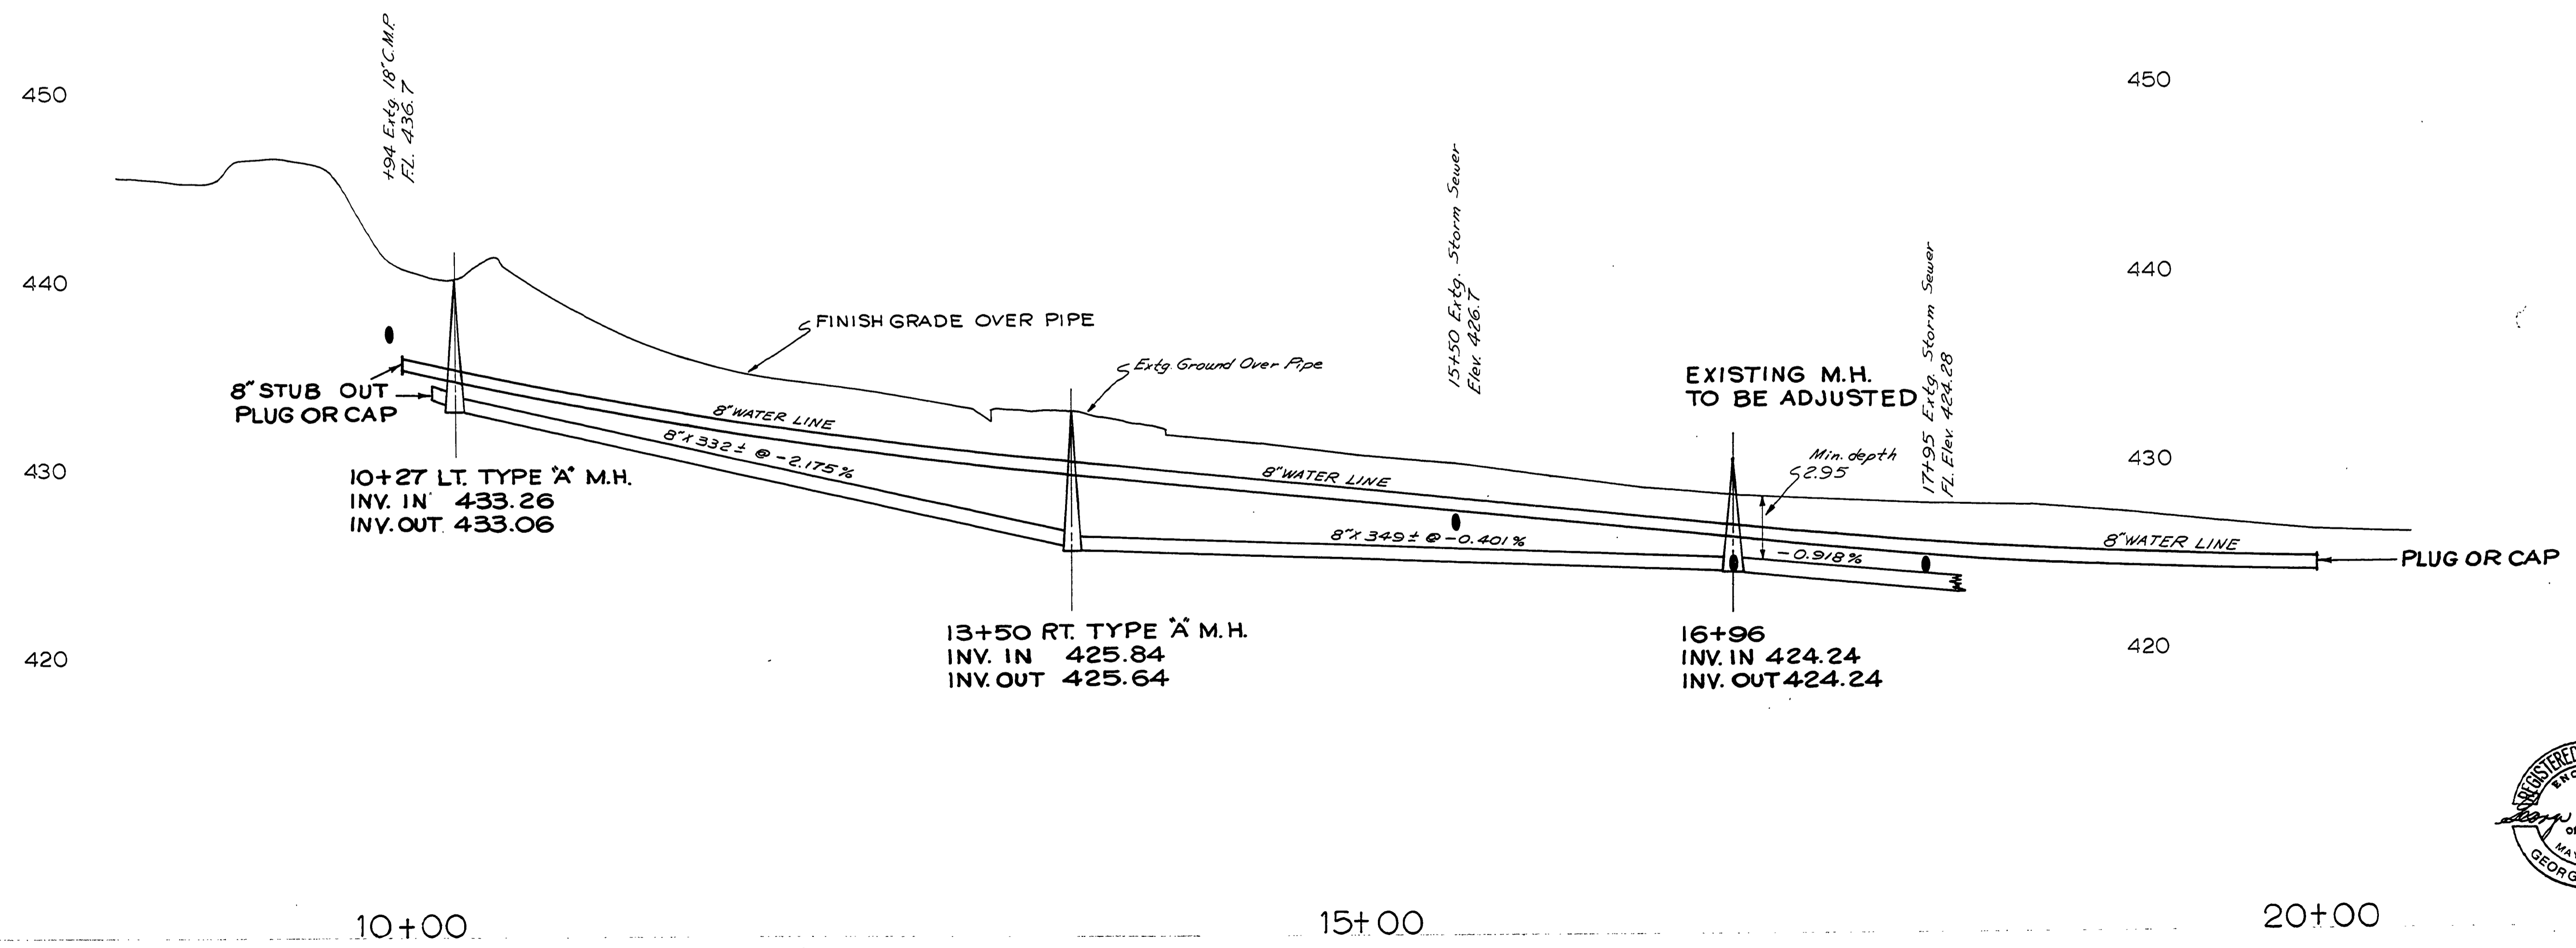 +94 Extg. 18" C.M.P.
F.L. 436.7
450
450
440
440
430
430
420
420
FINISH GRADE OVER PIPE
Extg. Ground Over Pipe
15+50 Extg. Storm Sewer
Elev. 426.7
EXISTING M.H.
TO BE ADJUSTED
17+95 Extg. Storm Sewer
FL. Elev. 424.28
Min. depth
2.95
8" STUB OUT
PLUG OR CAP
8" WATER LINE
8" X 332 ± @ -2.175%
8" WATER LINE
8" X 349 ± @ -0.401%
-0.918%
8" WATER LINE
PLUG OR CAP
10+27 LT. TYPE "A" M.H.
INV. IN 433.26
INV. OUT 433.06
13+50 RT. TYPE "A" M.H.
INV. IN 425.84
INV. OUT 425.64
16+96
INV. IN 424.24
INV. OUT 424.24
REGISTERED
10+00
15+00
20+00